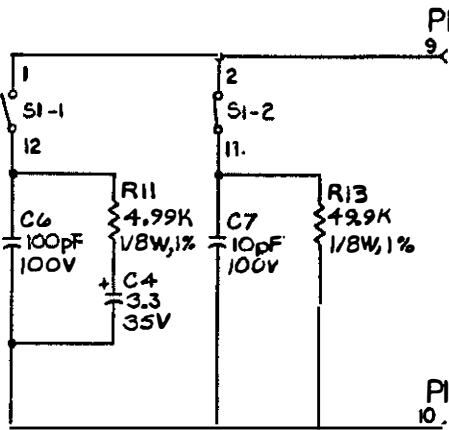 P1
9
1
S1-1
12
2
S1-2
11.
C6
100pF
100V
R11
4.99K
1/8W,1%
+ C4
3.3
35V
C7
10pF
100V
R13
49.9K
1/8W,1%
P1
10.